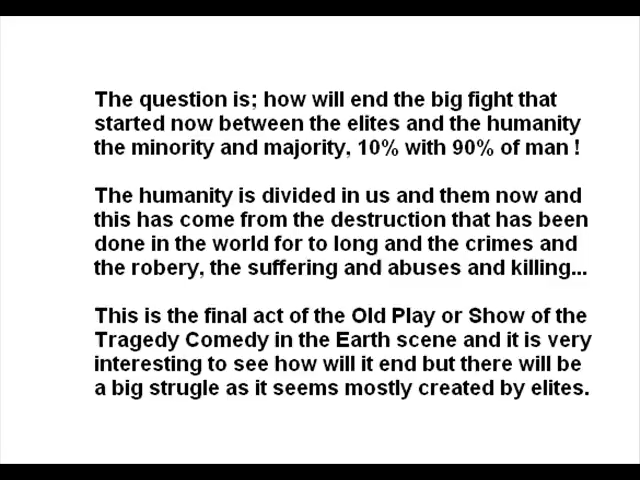 The question is; how will end the big fight that
started now between the elites and the humanity
the minority and majority, 10% with 90% of man !
The humanity is divided in us and them now and
this has come from the destruction that has been
done in the world for to long and the crimes and
the robery, the suffering and abuses and killing...
This is the final act of the Old Play or Show of the
Tragedy Comedy in the Earth scene and it is very
interesting to see how will it end but there will be
a big strugle as it seems mostly created by elites.